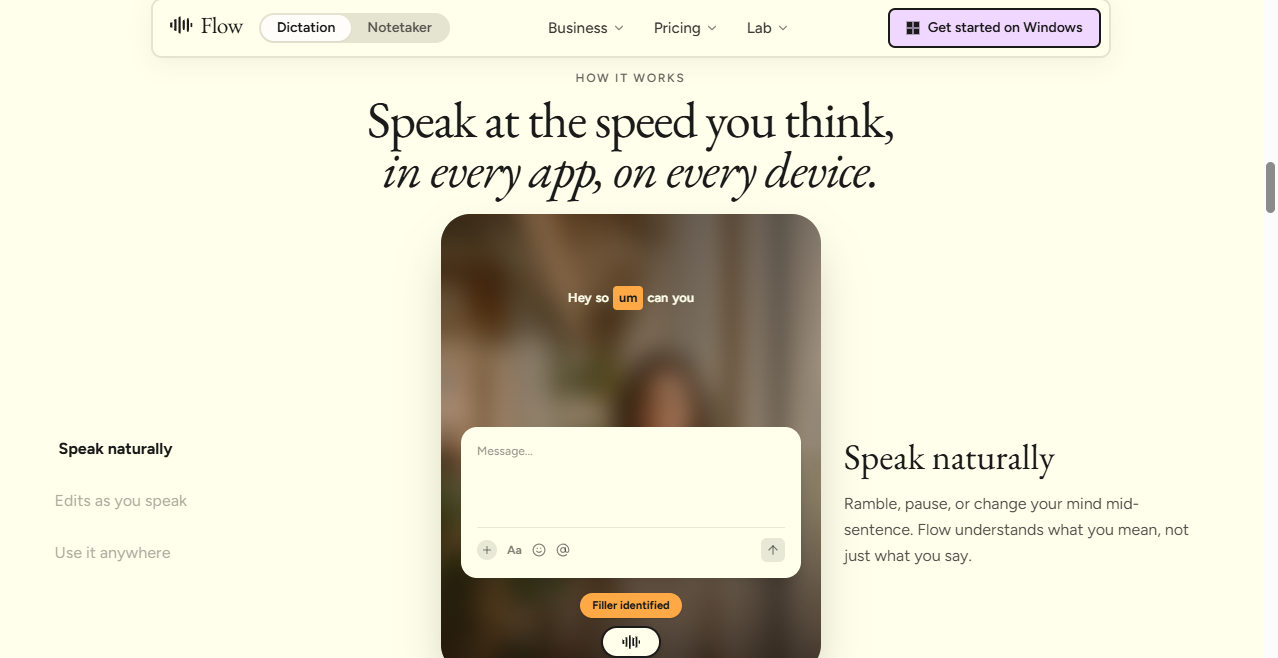 Flow
Dictation
Notetaker
Business
Pricing
Lab
Get started on Windows
HOW IT WORKS
Speak at the speed you think,
in every app, on every device.
Hey so um can you
Message...
Aa
Filler identified
Speak naturally
Edits as you speak
Use it anywhere
Speak naturally
Ramble, pause, or change your mind mid-
sentence. Flow understands what you mean, not
just what you say.